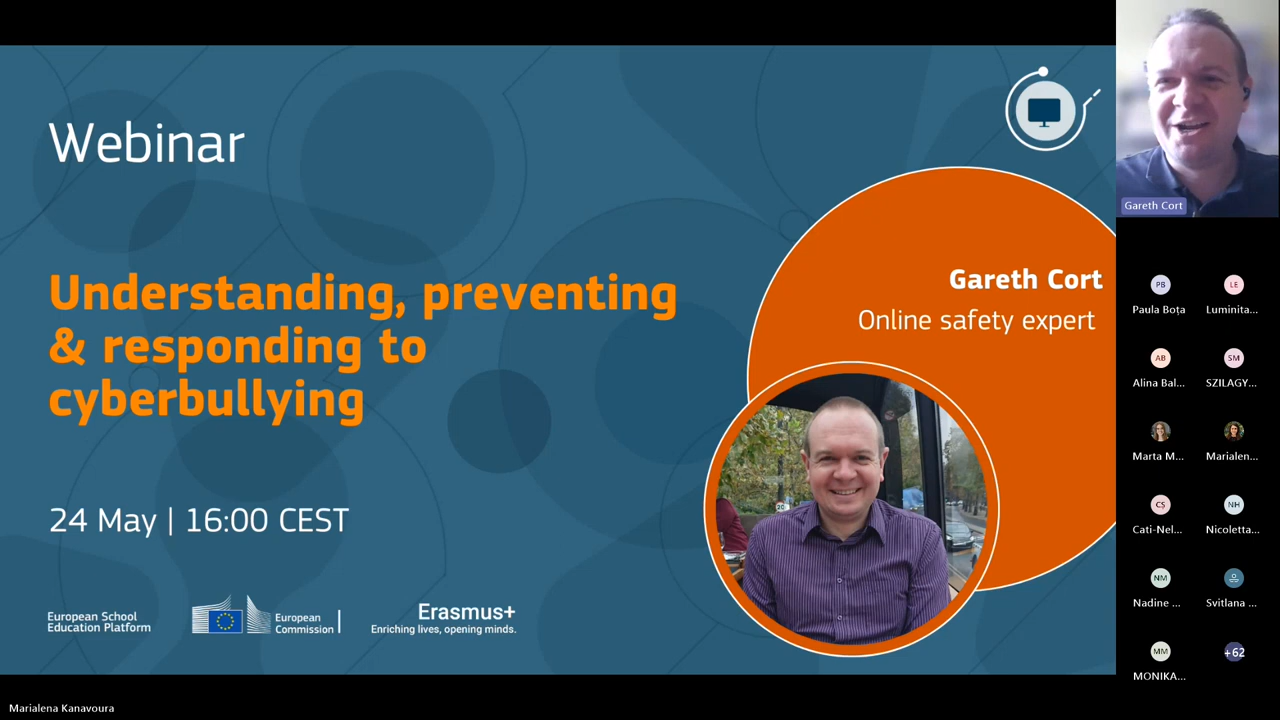 Webinar
Understanding, preventing
& responding to
cyberbullying
24 May | 16:00 CEST
European School
Education Platform
European
Commission
Erasmus+
Enriching lives, opening minds.
Gareth Cort
Online safety expert
Gareth Cort
PB
LE
Paula Boța
Luminita...
AB
SM
Alina Bal...
SZILAGY...
Marta M...
Marialen...
CS
NH
Cati-Nel...
Nicoletta...
NM
Nadine ...
Svitlana ...
MM
+62
MONIKA...
Marialena Kanavoura